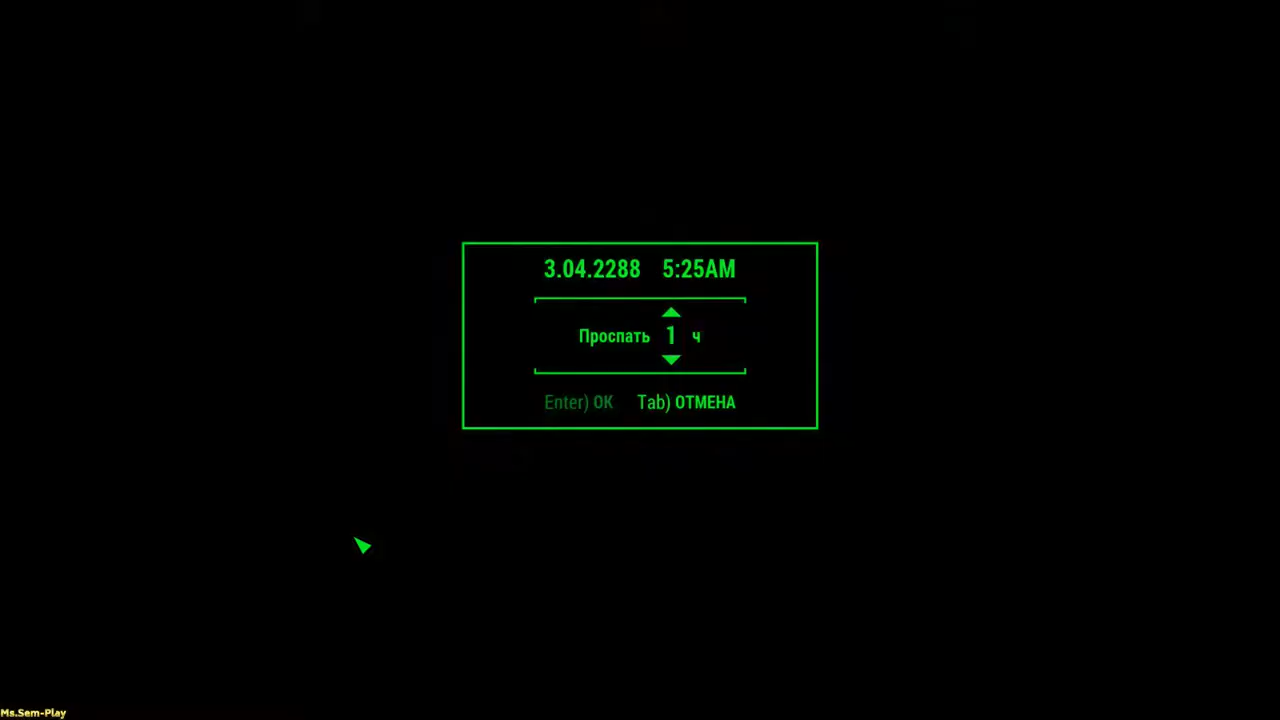 3.04.2288 5:25AM
Проспать 1 ч
Enter) ОК Tab) ОТМЕНА
Ms.Sem-Play